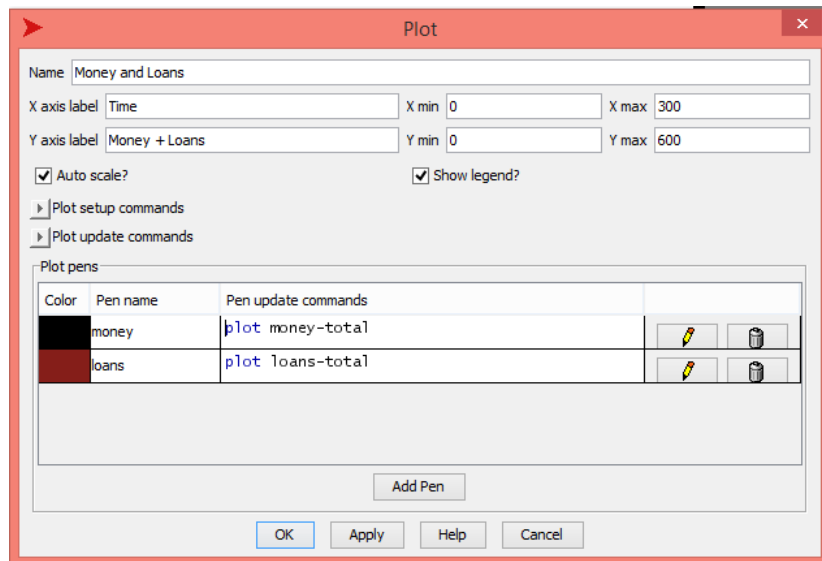 Plot
Name Money and Loans
X axis label Time X min 0 X max 300
Y axis label Money + Loans Y min 0 Y max 600
Auto scale? Show legend?
Plot setup commands
Plot update commands
Plot pens
Color Pen name Pen update commands
money plot money-total
loans plot loans-total
Add Pen
OK Apply Help Cancel